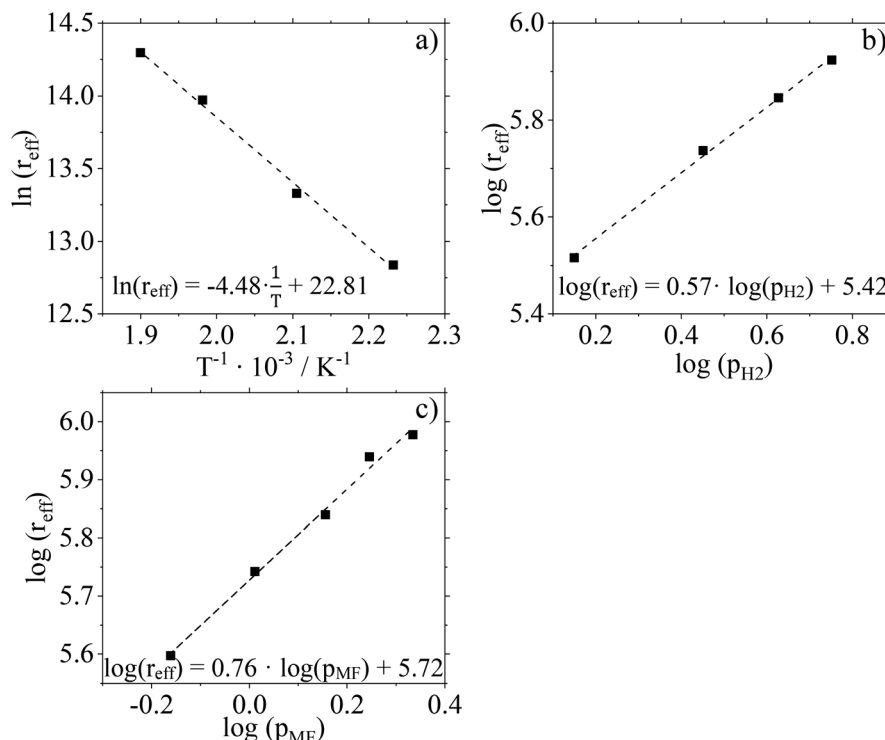 a)
14.5
14.0
13.5
13.0
12.5
ln (r_eff)
ln(r_eff) = -4.48·1/T + 22.81
1.9 2.0 2.1 2.2 2.3
T⁻¹ · 10⁻³ / K⁻¹
b)
6.0
5.8
5.6
5.4
log (r_eff)
log(r_eff) = 0.57· log(p_H2) + 5.42
0.2 0.4 0.6 0.8
log (p_H2)
c)
6.0
5.9
5.8
5.7
5.6
log (r_eff)
log(r_eff) = 0.76 · log(p_MF) + 5.72
-0.2 0.0 0.2 0.4
log (p_MF)